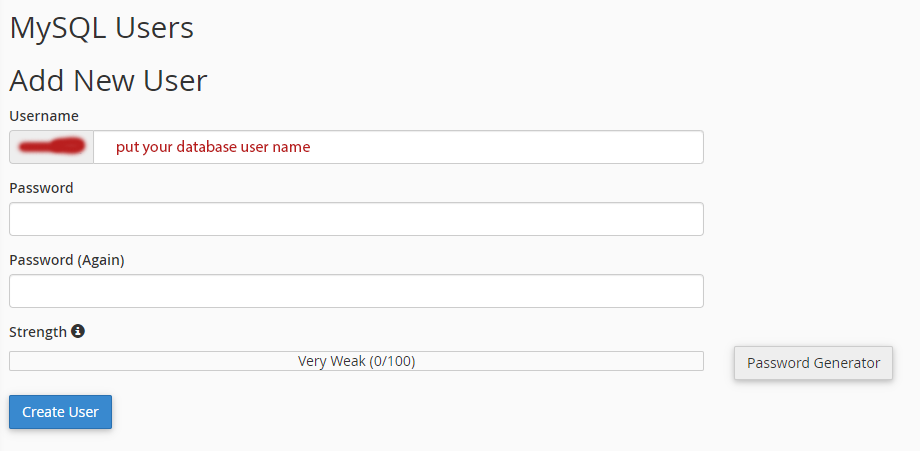 MySQL Users
Add New User
Username
put your database user name
Password
Password (Again)
Strength
Very Weak (0/100)
Password Generator
Create User